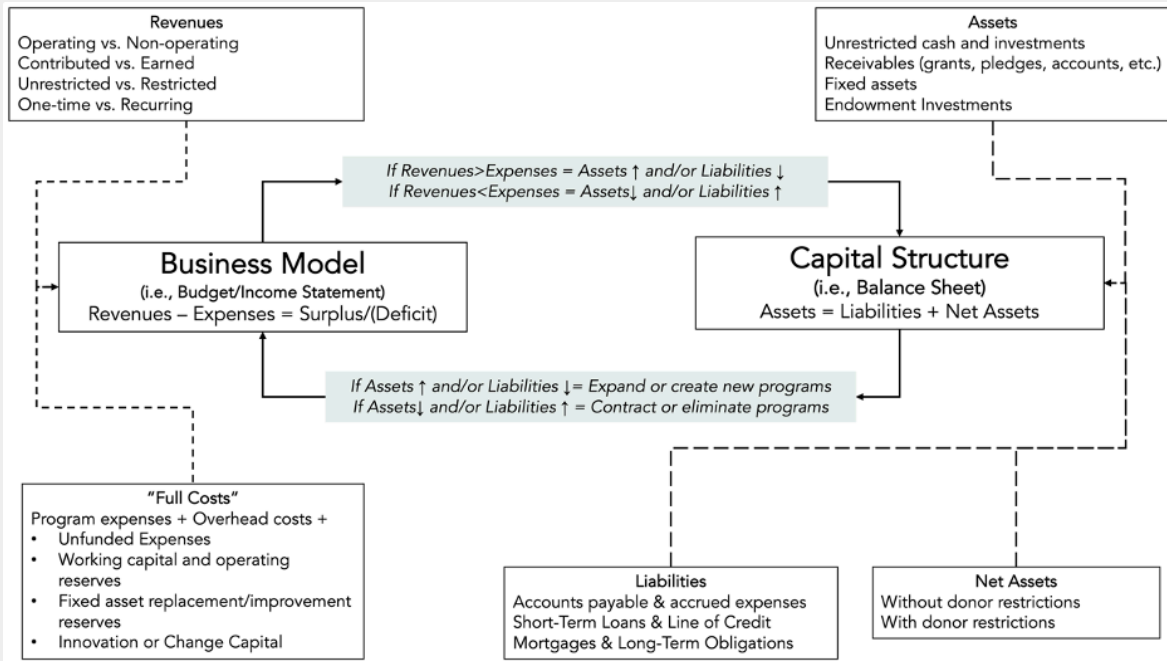 Revenues
Operating vs. Non-operating
Contributed vs. Earned
Unrestricted vs. Restricted
One-time vs. Recurring
Assets
Unrestricted cash and investments
Receivables (grants, pledges, accounts, etc.)
Fixed assets
Endowment Investments
If Revenues>Expenses = Assets ↑ and/or Liabilities ↓
If Revenues<Expenses = Assets↓ and/or Liabilities ↑
Business Model
(i.e., Budget/Income Statement)
Revenues – Expenses = Surplus/(Deficit)
Capital Structure
(i.e., Balance Sheet)
Assets = Liabilities + Net Assets
If Assets ↑ and/or Liabilities ↓= Expand or create new programs
If Assets↓ and/or Liabilities ↑ = Contract or eliminate programs
"Full Costs"
Program expenses + Overhead costs +
• Unfunded Expenses
• Working capital and operating
reserves
• Fixed asset replacement/improvement
reserves
• Innovation or Change Capital
Liabilities
Accounts payable & accrued expenses
Short-Term Loans & Line of Credit
Mortgages & Long-Term Obligations
Net Assets
Without donor restrictions
With donor restrictions